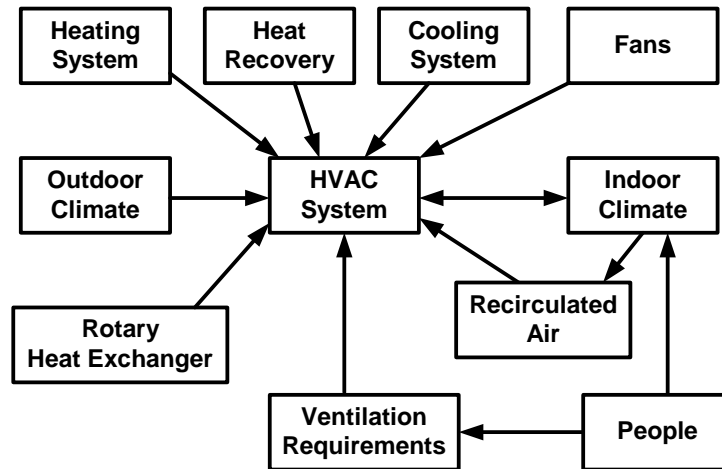 Heating
System
Heat
Recovery
Cooling
System
Fans
Outdoor
Climate
HVAC
System
Indoor
Climate
Rotary
Heat Exchanger
Recirculated
Air
Ventilation
Requirements
People